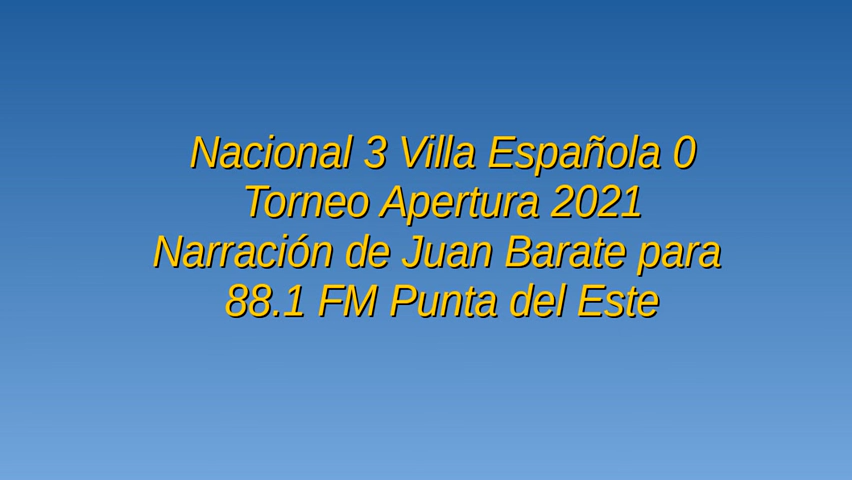 Nacional 3 Villa Española 0
Torneo Apertura 2021
Narración de Juan Barate para
88.1 FM Punta del Este